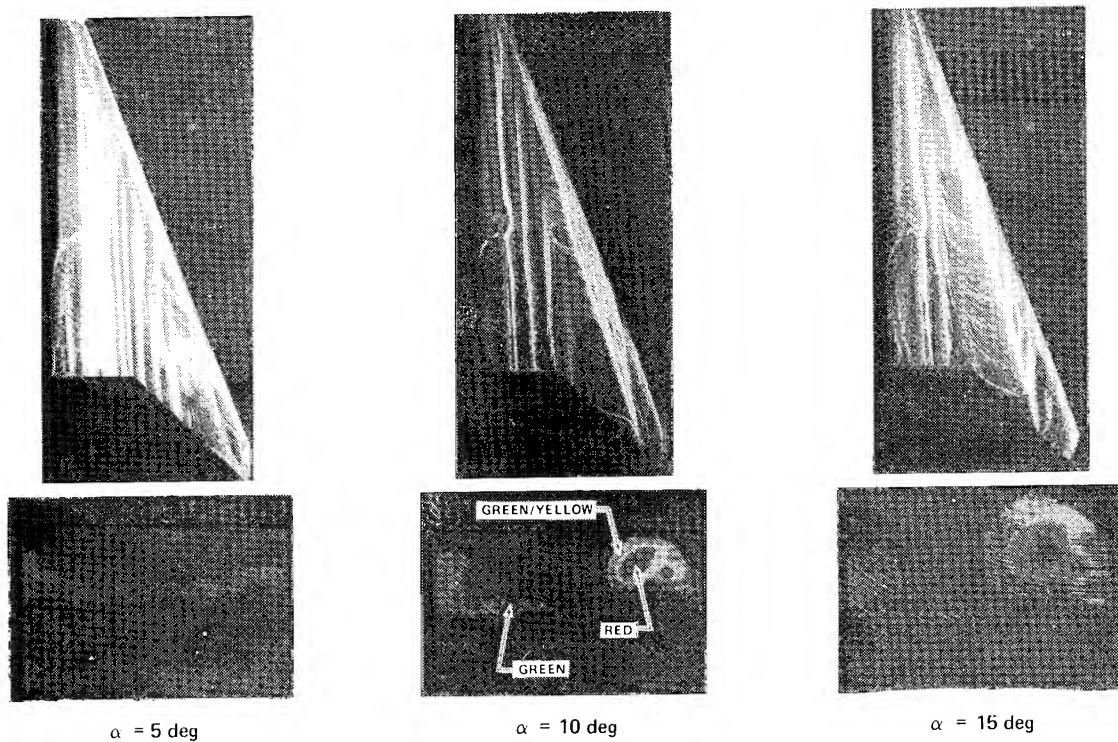 GREEN/YELLOW
RED
GREEN
α = 5 deg
α = 10 deg
α = 15 deg